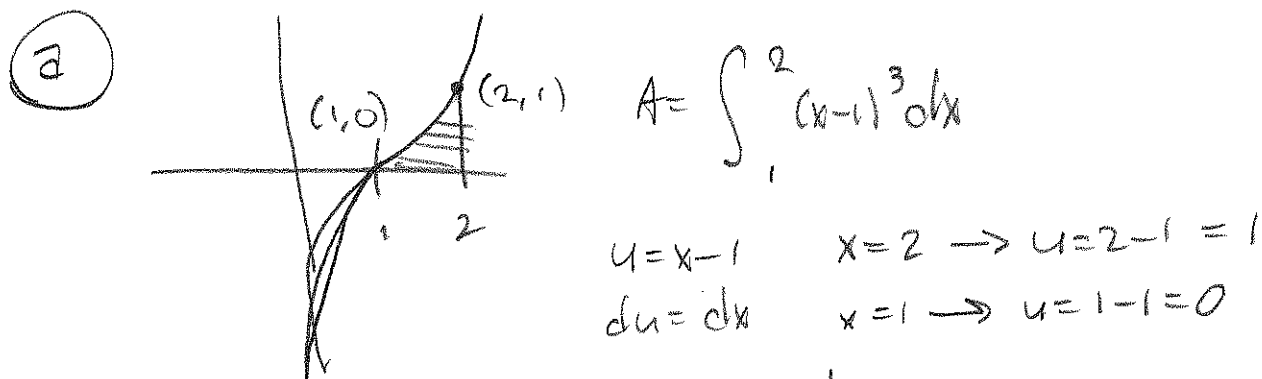 a
(1,0)
(2,1)
1 2
A = ∫₁² (x-1)³ dx
u = x-1 x = 2 → u = 2-1 = 1
du = dx x = 1 → u = 1-1 = 0